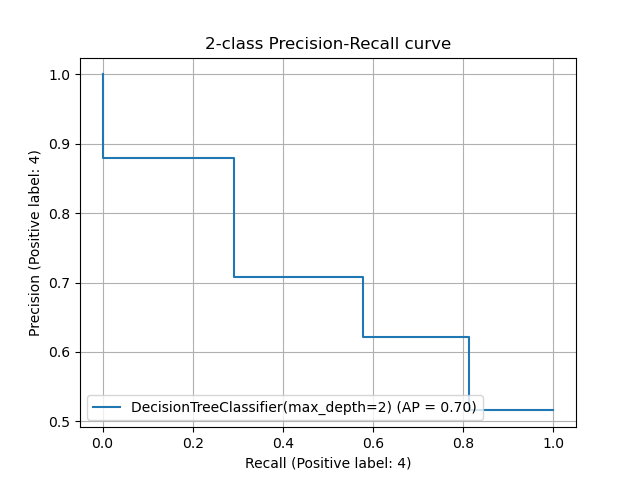 2-class Precision-Recall curve
1.0
0.9
0.8
0.7
0.6
0.5
Precision (Positive label: 4)
DecisionTreeClassifier(max_depth=2) (AP = 0.70)
0.0 0.2 0.4 0.6 0.8 1.0
Recall (Positive label: 4)